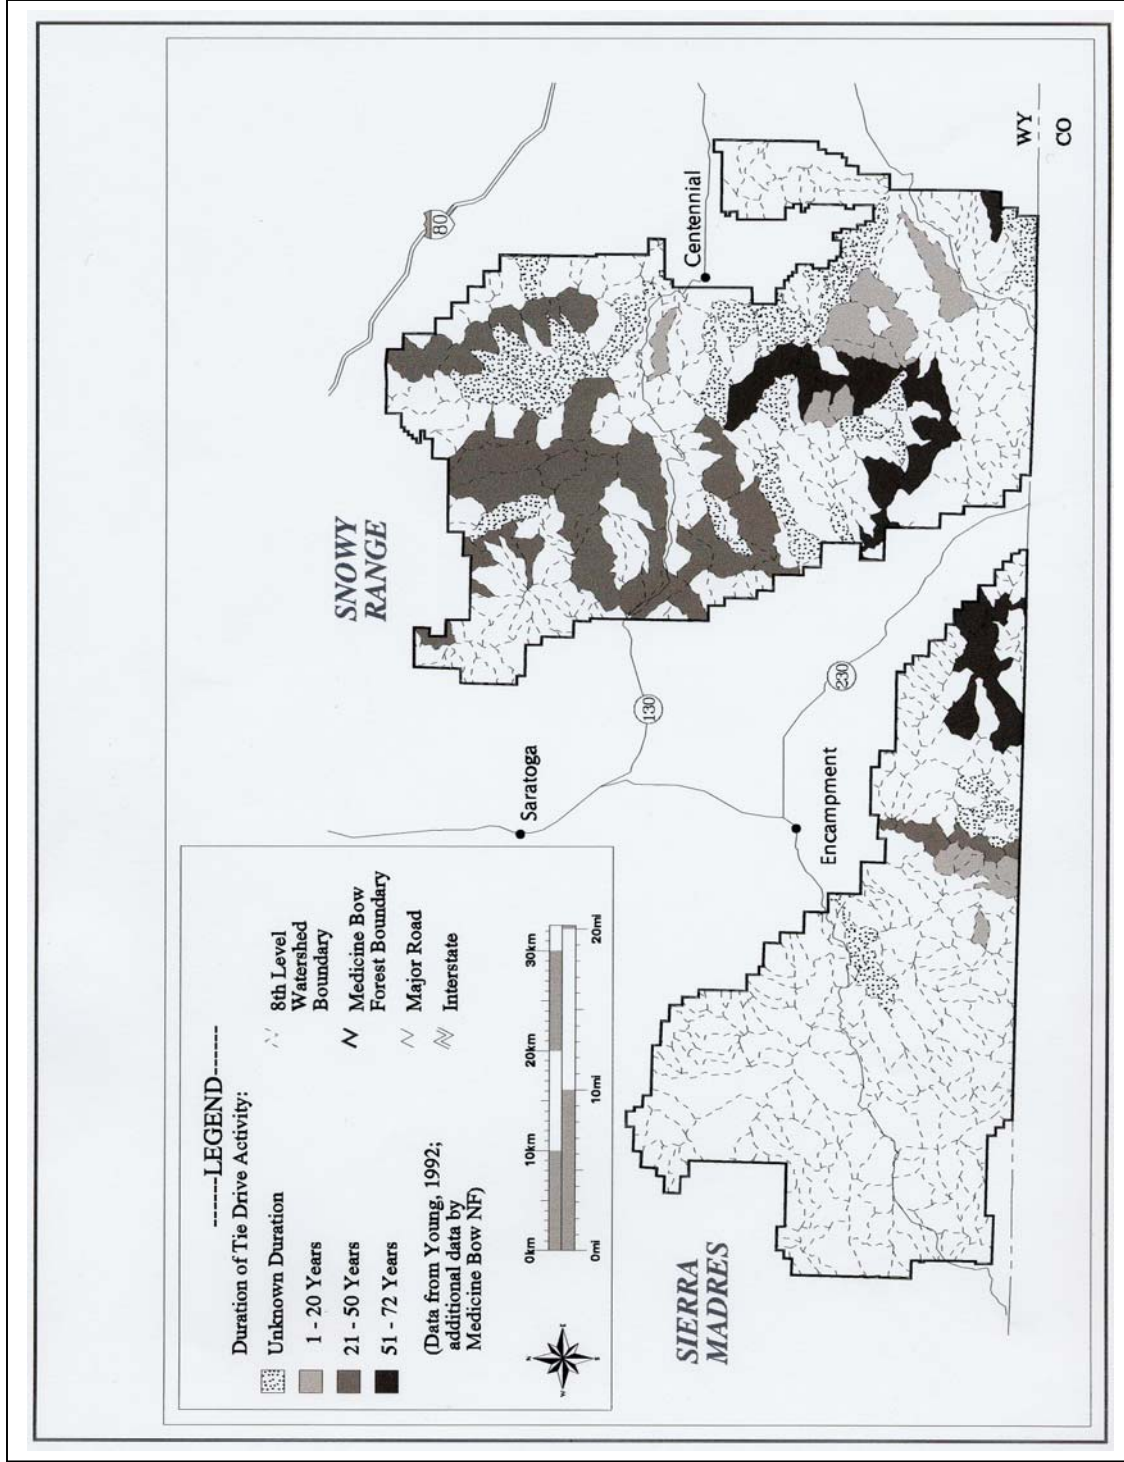 ------LEGEND------
Duration of Tie Drive Activity:
Unknown Duration
1 - 20 Years
21 - 50 Years
51 - 72 Years
(Data from Young, 1992;
additional data by
Medicine Bow NF)
8th Level
Watershed
Boundary
Medicine Bow
Forest Boundary
Major Road
Interstate
N
E
S
W
0km
10km
20km
30km
0mi
10mi
20mi
SIERRA
MADRES
SNOWY
RANGE
Saratoga
Encampment
Centennial
130
230
80
WY
CO